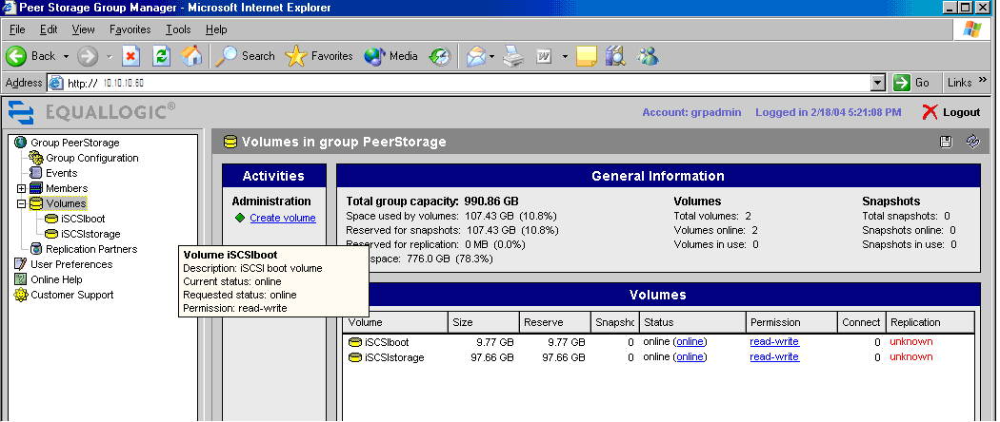 Peer Storage Group Manager - Microsoft Internet Explorer
File Edit View Favorites Tools Help
Back Search Favorites Media
Address http:// 10.10.10.60 Go Links »
EQUALLOGIC® Account: grpadmin Logged in 2/18/04 5:21:08 PM Logout
Group PeerStorage
Group Configuration
Events
Members
Volumes
iSCSIboot
iSCSIstorage
Replication Partners
User Preferences
Online Help
Customer Support
Volume iSCSIboot
Description: iSCSI boot volume
Current status: online
Requested status: online
Permission: read-write
Volumes in group PeerStorage
Activities
Administration
Create volume
General Information
Total group capacity: 990.86 GB
Space used by volumes: 107.43 GB (10.8%)
Reserved for snapshots: 107.43 GB (10.8%)
Reserved for replication: 0 MB (0.0%)
space: 776.0 GB (78.3%)
Volumes
Total volumes: 2
Volumes online: 2
Volumes in use: 0
Snapshots
Total snapshots: 0
Snapshots online: 0
Snapshots in use: 0
Volumes
Volume Size Reserve Snapshc Status Permission Connect Replication
iSCSIboot 9.77 GB 9.77 GB 0 online (online) read-write 0 unknown
iSCSIstorage 97.66 GB 97.66 GB 0 online (online) read-write 0 unknown